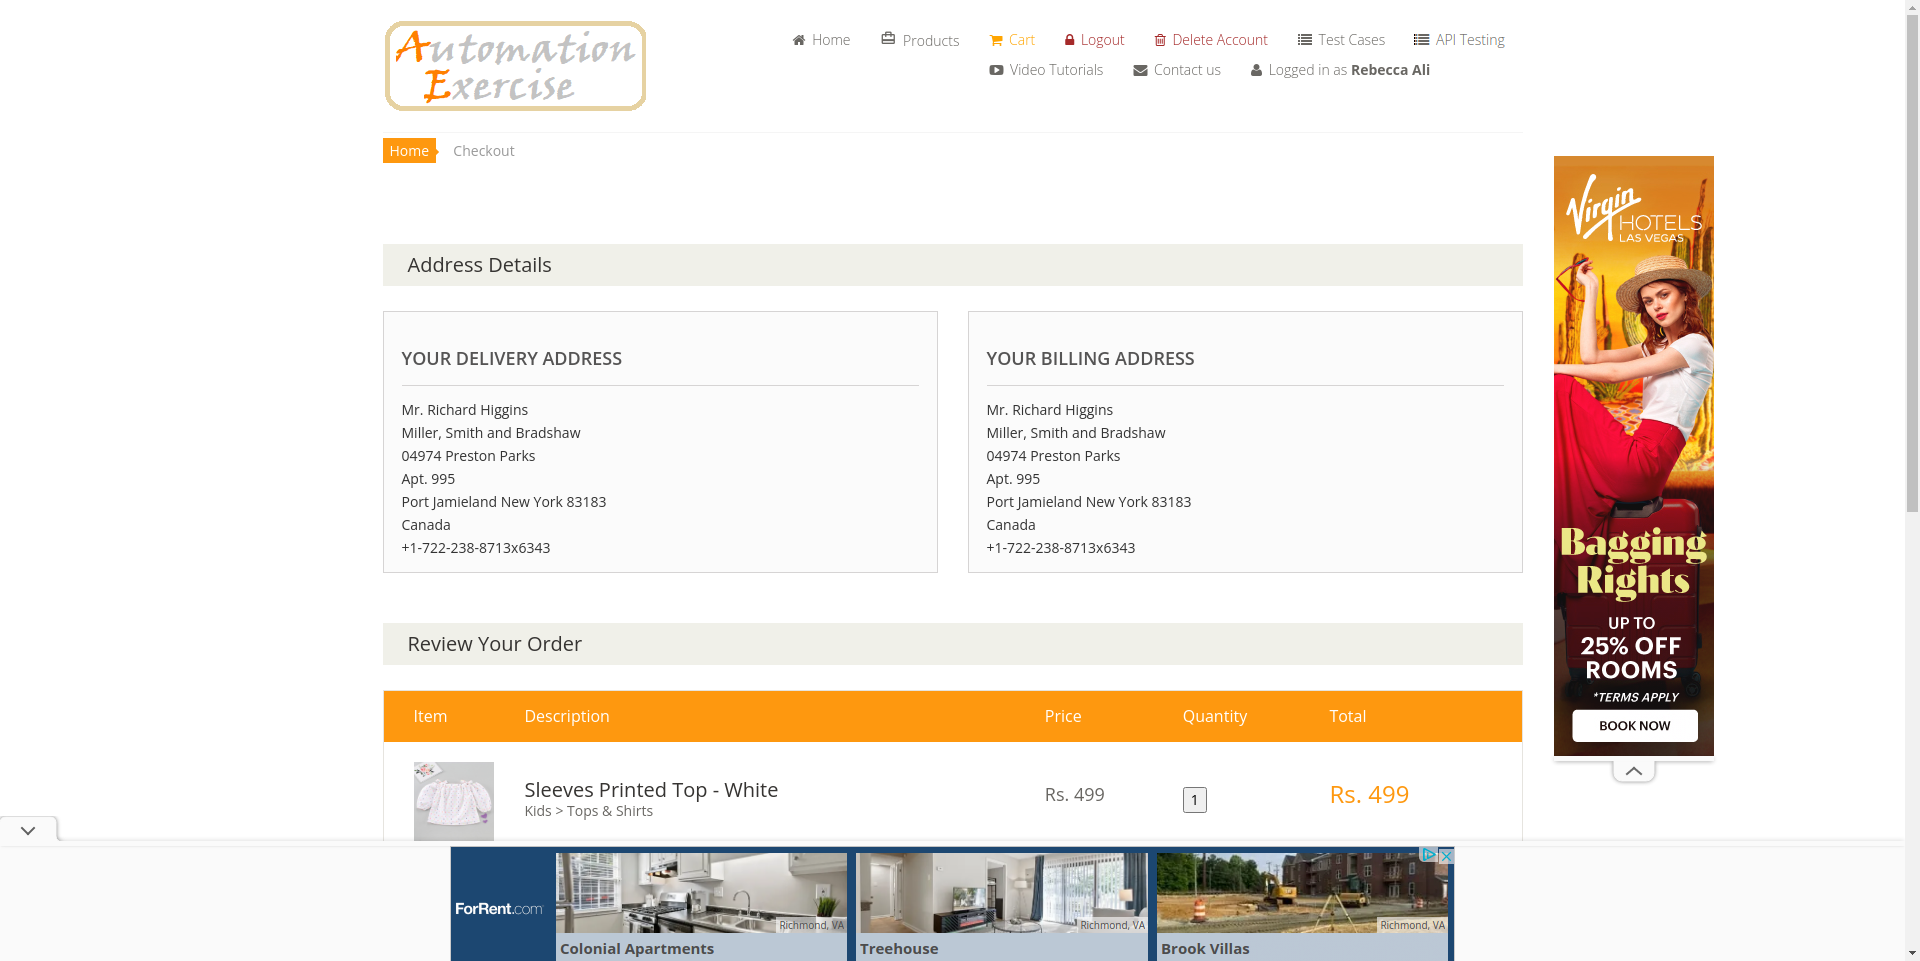 Automation
Exercise
Home
Products
Cart
Logout
Delete Account
Test Cases
API Testing
Video Tutorials
Contact us
Logged in as Rebecca Ali
Home
Checkout
Address Details
YOUR DELIVERY ADDRESS
Mr. Richard Higgins
Miller, Smith and Bradshaw
04974 Preston Parks
Apt. 995
Port Jamieland New York 83183
Canada
+1-722-238-8713x6343
YOUR BILLING ADDRESS
Mr. Richard Higgins
Miller, Smith and Bradshaw
04974 Preston Parks
Apt. 995
Port Jamieland New York 83183
Canada
+1-722-238-8713x6343
Review Your Order
Item Description Price Quantity Total
Sleeves Printed Top - White
Kids > Tops & Shirts
Rs. 499
1
Rs. 499
Virgin
HOTELS
LAS VEGAS
Bagging
Rights
UP TO
25% OFF
ROOMS
*TERMS APPLY
BOOK NOW
ForRent.com
Richmond, VA
Colonial Apartments
Richmond, VA
Treehouse
Richmond, VA
Brook Villas